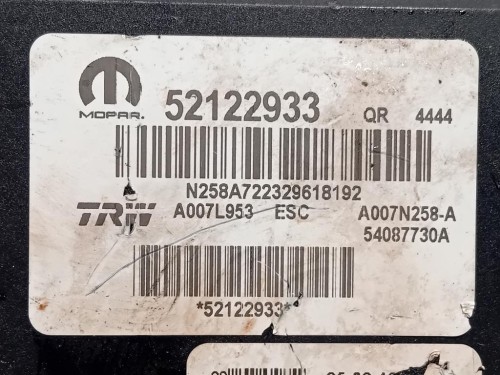 52122933 QR 4444
MOPAR.
N258A722329618192
TRW A007L953 ESC A007N258-A
54087730A
*52122933*